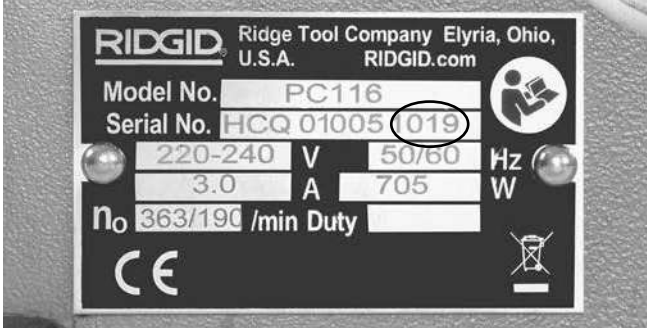 RIDGID® Ridge Tool Company Elyria, Ohio,
U.S.A. RIDGID.com
Model No. PC116
Serial No. HCQ 01005 1019
220-240 V 50/60 Hz
3.0 A 705 W
no 363/190 /min Duty
CE